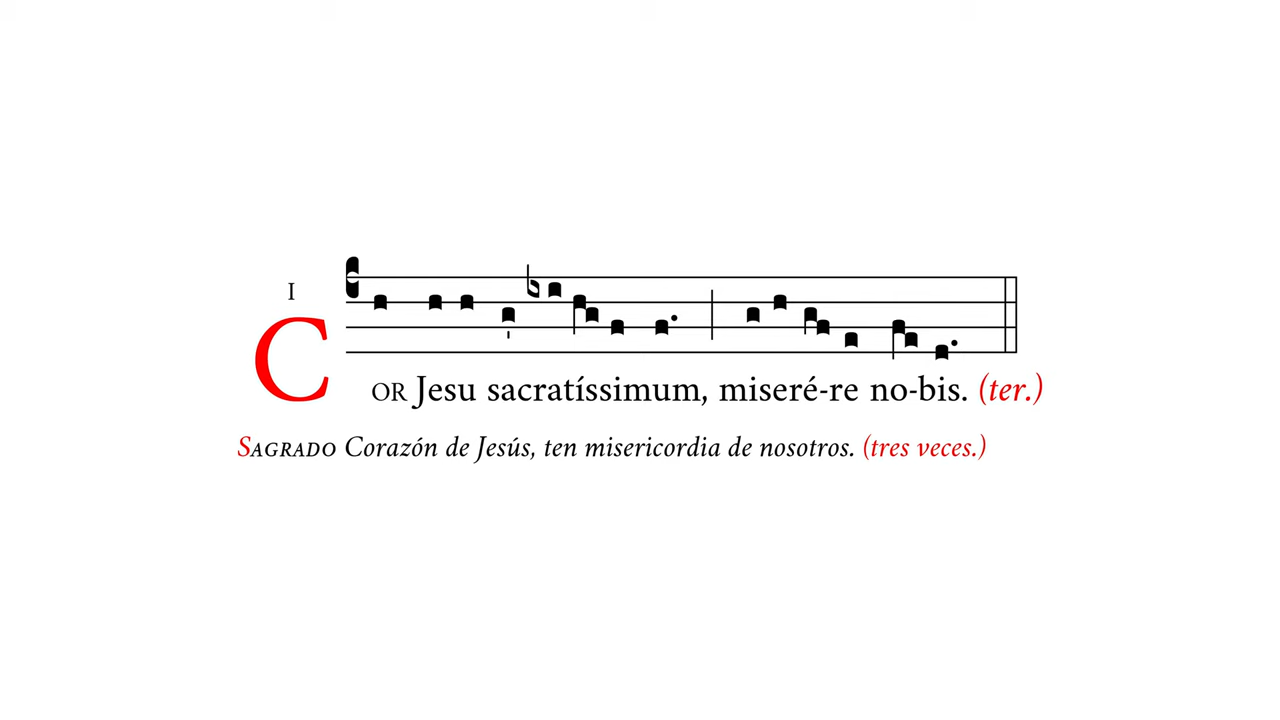 I
COR Jesu sacratíssimum, miseré-re no-bis. (ter.)
SAGRADO Corazón de Jesús, ten misericordia de nosotros. (tres veces.)